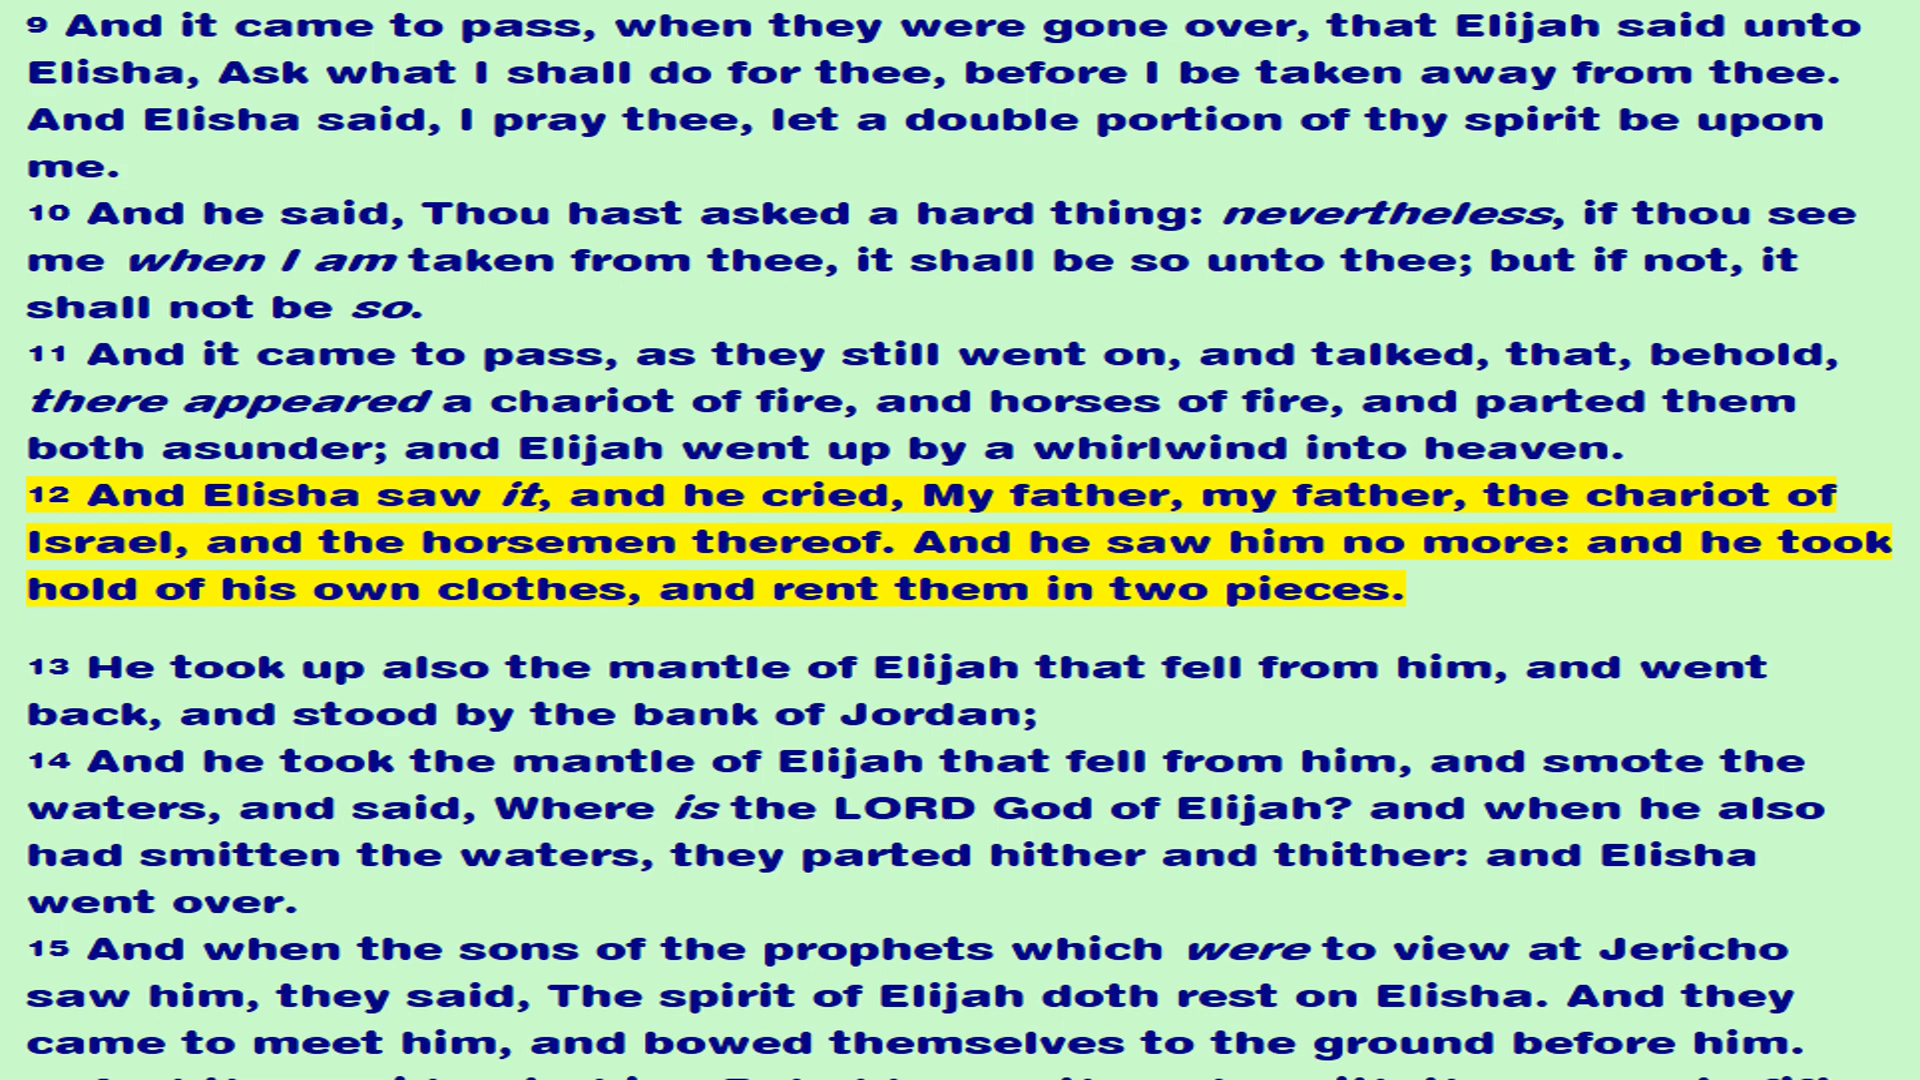 9 And it came to pass, when they were gone over, that Elijah said unto
Elisha, Ask what I shall do for thee, before I be taken away from thee.
And Elisha said, I pray thee, let a double portion of thy spirit be upon
me.
10 And he said, Thou hast asked a hard thing: nevertheless, if thou see
me when I am taken from thee, it shall be so unto thee; but if not, it
shall not be so.
11 And it came to pass, as they still went on, and talked, that, behold,
there appeared a chariot of fire, and horses of fire, and parted them
both asunder; and Elijah went up by a whirlwind into heaven.
12 And Elisha saw it, and he cried, My father, my father, the chariot of
Israel, and the horsemen thereof. And he saw him no more: and he took
hold of his own clothes, and rent them in two pieces.
13 He took up also the mantle of Elijah that fell from him, and went
back, and stood by the bank of Jordan;
14 And he took the mantle of Elijah that fell from him, and smote the
waters, and said, Where is the LORD God of Elijah? and when he also
had smitten the waters, they parted hither and thither: and Elisha
went over.
15 And when the sons of the prophets which were to view at Jericho
saw him, they said, The spirit of Elijah doth rest on Elisha. And they
came to meet him, and bowed themselves to the ground before him.